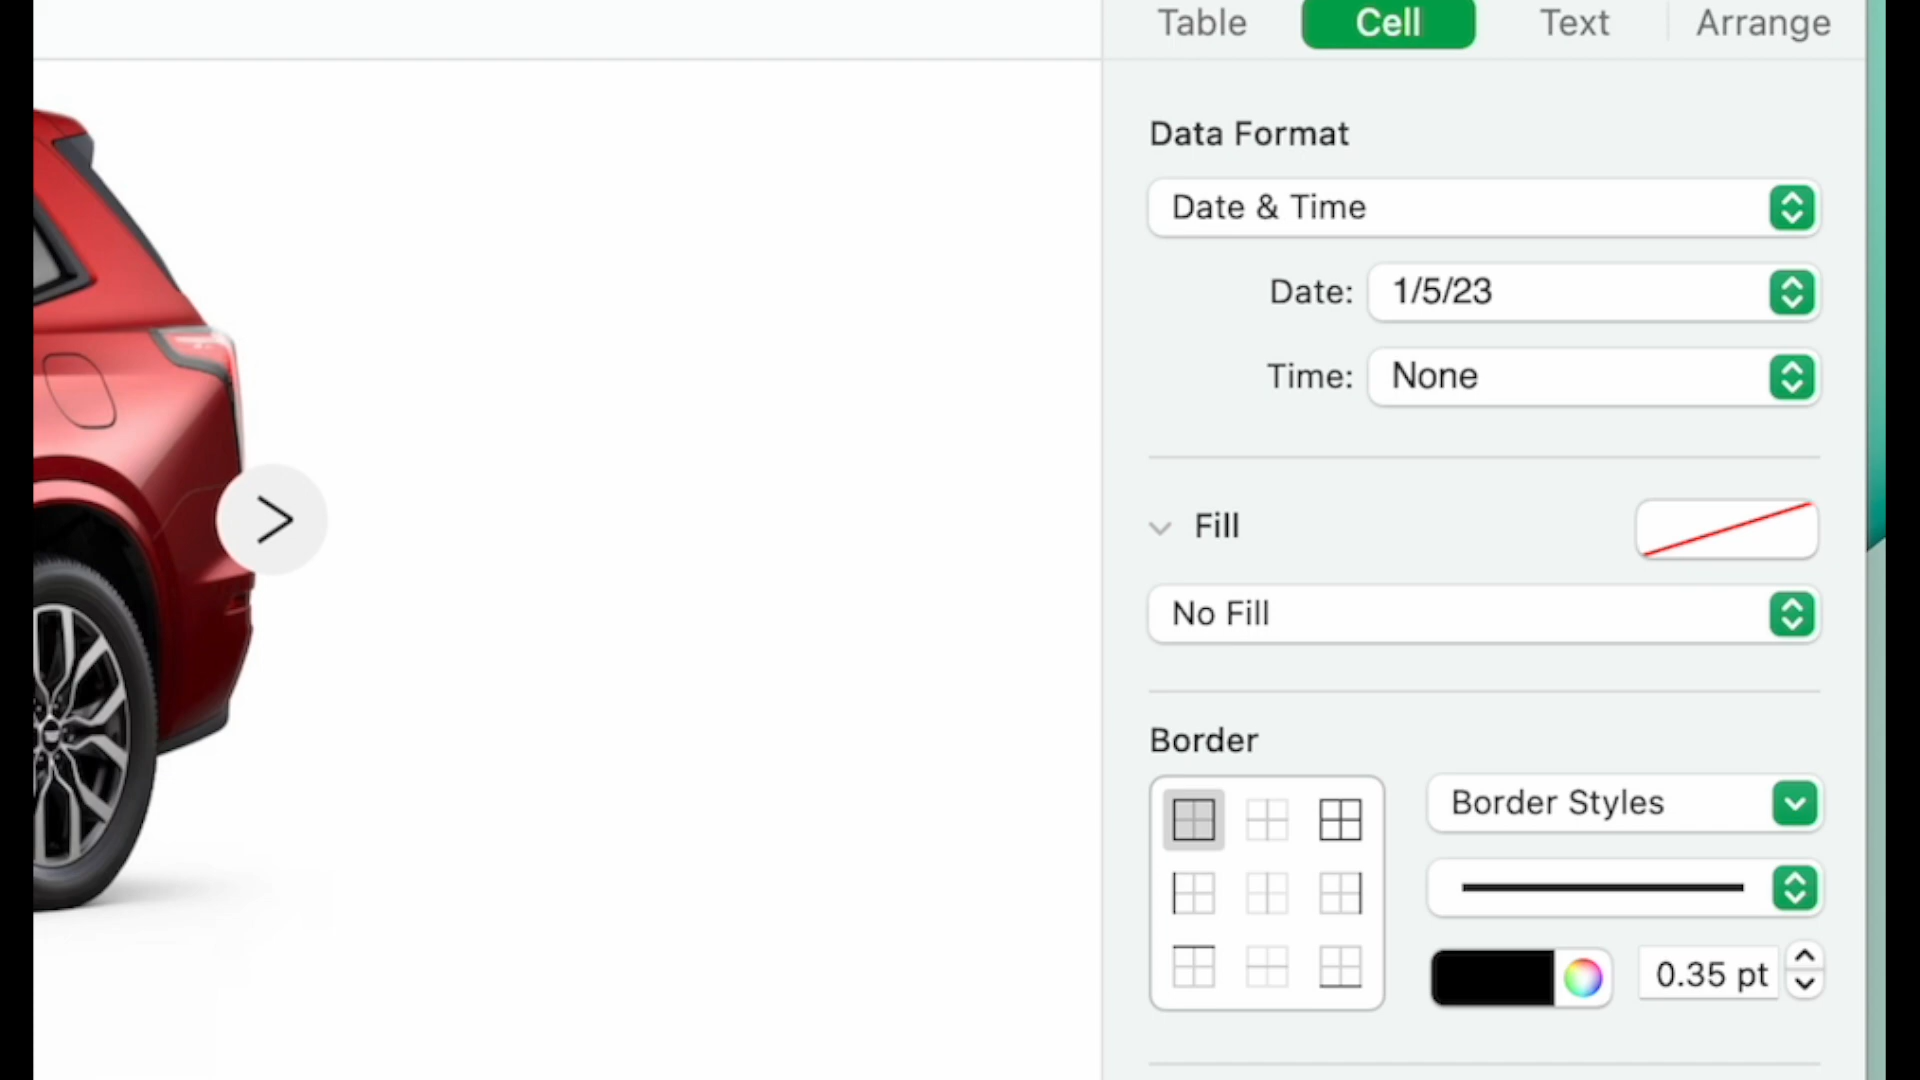 Table Cell Text Arrange
Data Format
Date & Time
Date: 1/5/23
Time: None
Fill
No Fill
Border
Border Styles
0.35 pt